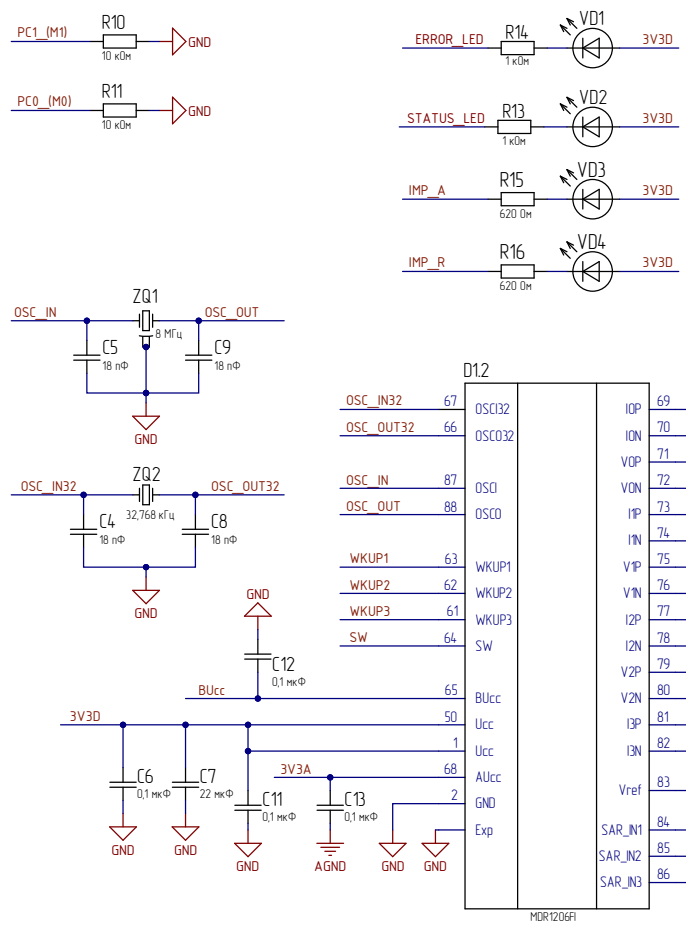 R10
PC1_(M1)
GND
10 кОм
R11
PC0_(M0)
GND
10 кОм
VD1
ERROR_LED
R14
3V3D
1 кОм
VD2
STATUS_LED
R13
3V3D
1 кОм
VD3
IMP_A
R15
620 Ом
VD4
IMP_R
R16
3V3D
620 Ом
ZQ1
OSC_IN
OSC_OUT
8 МГц
C5
18 пФ
C9
18 пФ
GND
ZQ2
OSC_IN32
OSC_OUT32
32,768 кГц
C4
18 пФ
C8
18 пФ
GND
GND
C12
0,1 мкФ
BUcc
3V3D
C6
0,1 мкФ
C7
22 мкФ
3V3A
C11
0,1 мкФ
C13
0,1 мкФ
GND
GND
GND
AGND
GND
GND
D1.2
OSC_IN32 67 OSCI32
OSC_OUT32 66 OSCO32
OSC_IN 87 OSCI
OSC_OUT 88 OSCO
WKUP1 63 WKUP1
WKUP2 62 WKUP2
WKUP3 61 WKUP3
SW 64 SW
65 BUcc
50 Ucc
1 Ucc
68 AUcc
2 GND
Exp
I0P 69
I0N 70
V0P 71
V0N 72
I1P 73
I1N 74
V1P 75
V1N 76
I2P 77
I2N 78
V2P 79
V2N 80
I3P 81
I3N 82
Vref 83
SAR_IN1 84
SAR_IN2 85
SAR_IN3 86
MDR1206FI